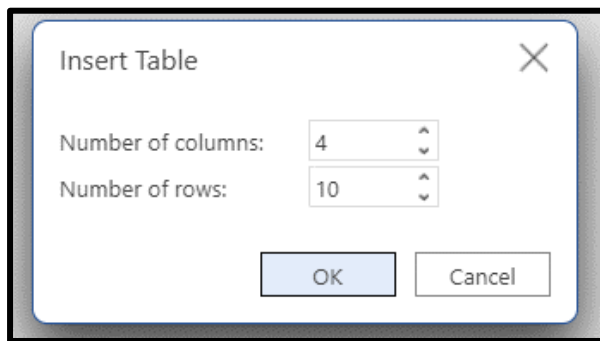 Insert Table
Number of columns: 4
Number of rows: 10
OK Cancel